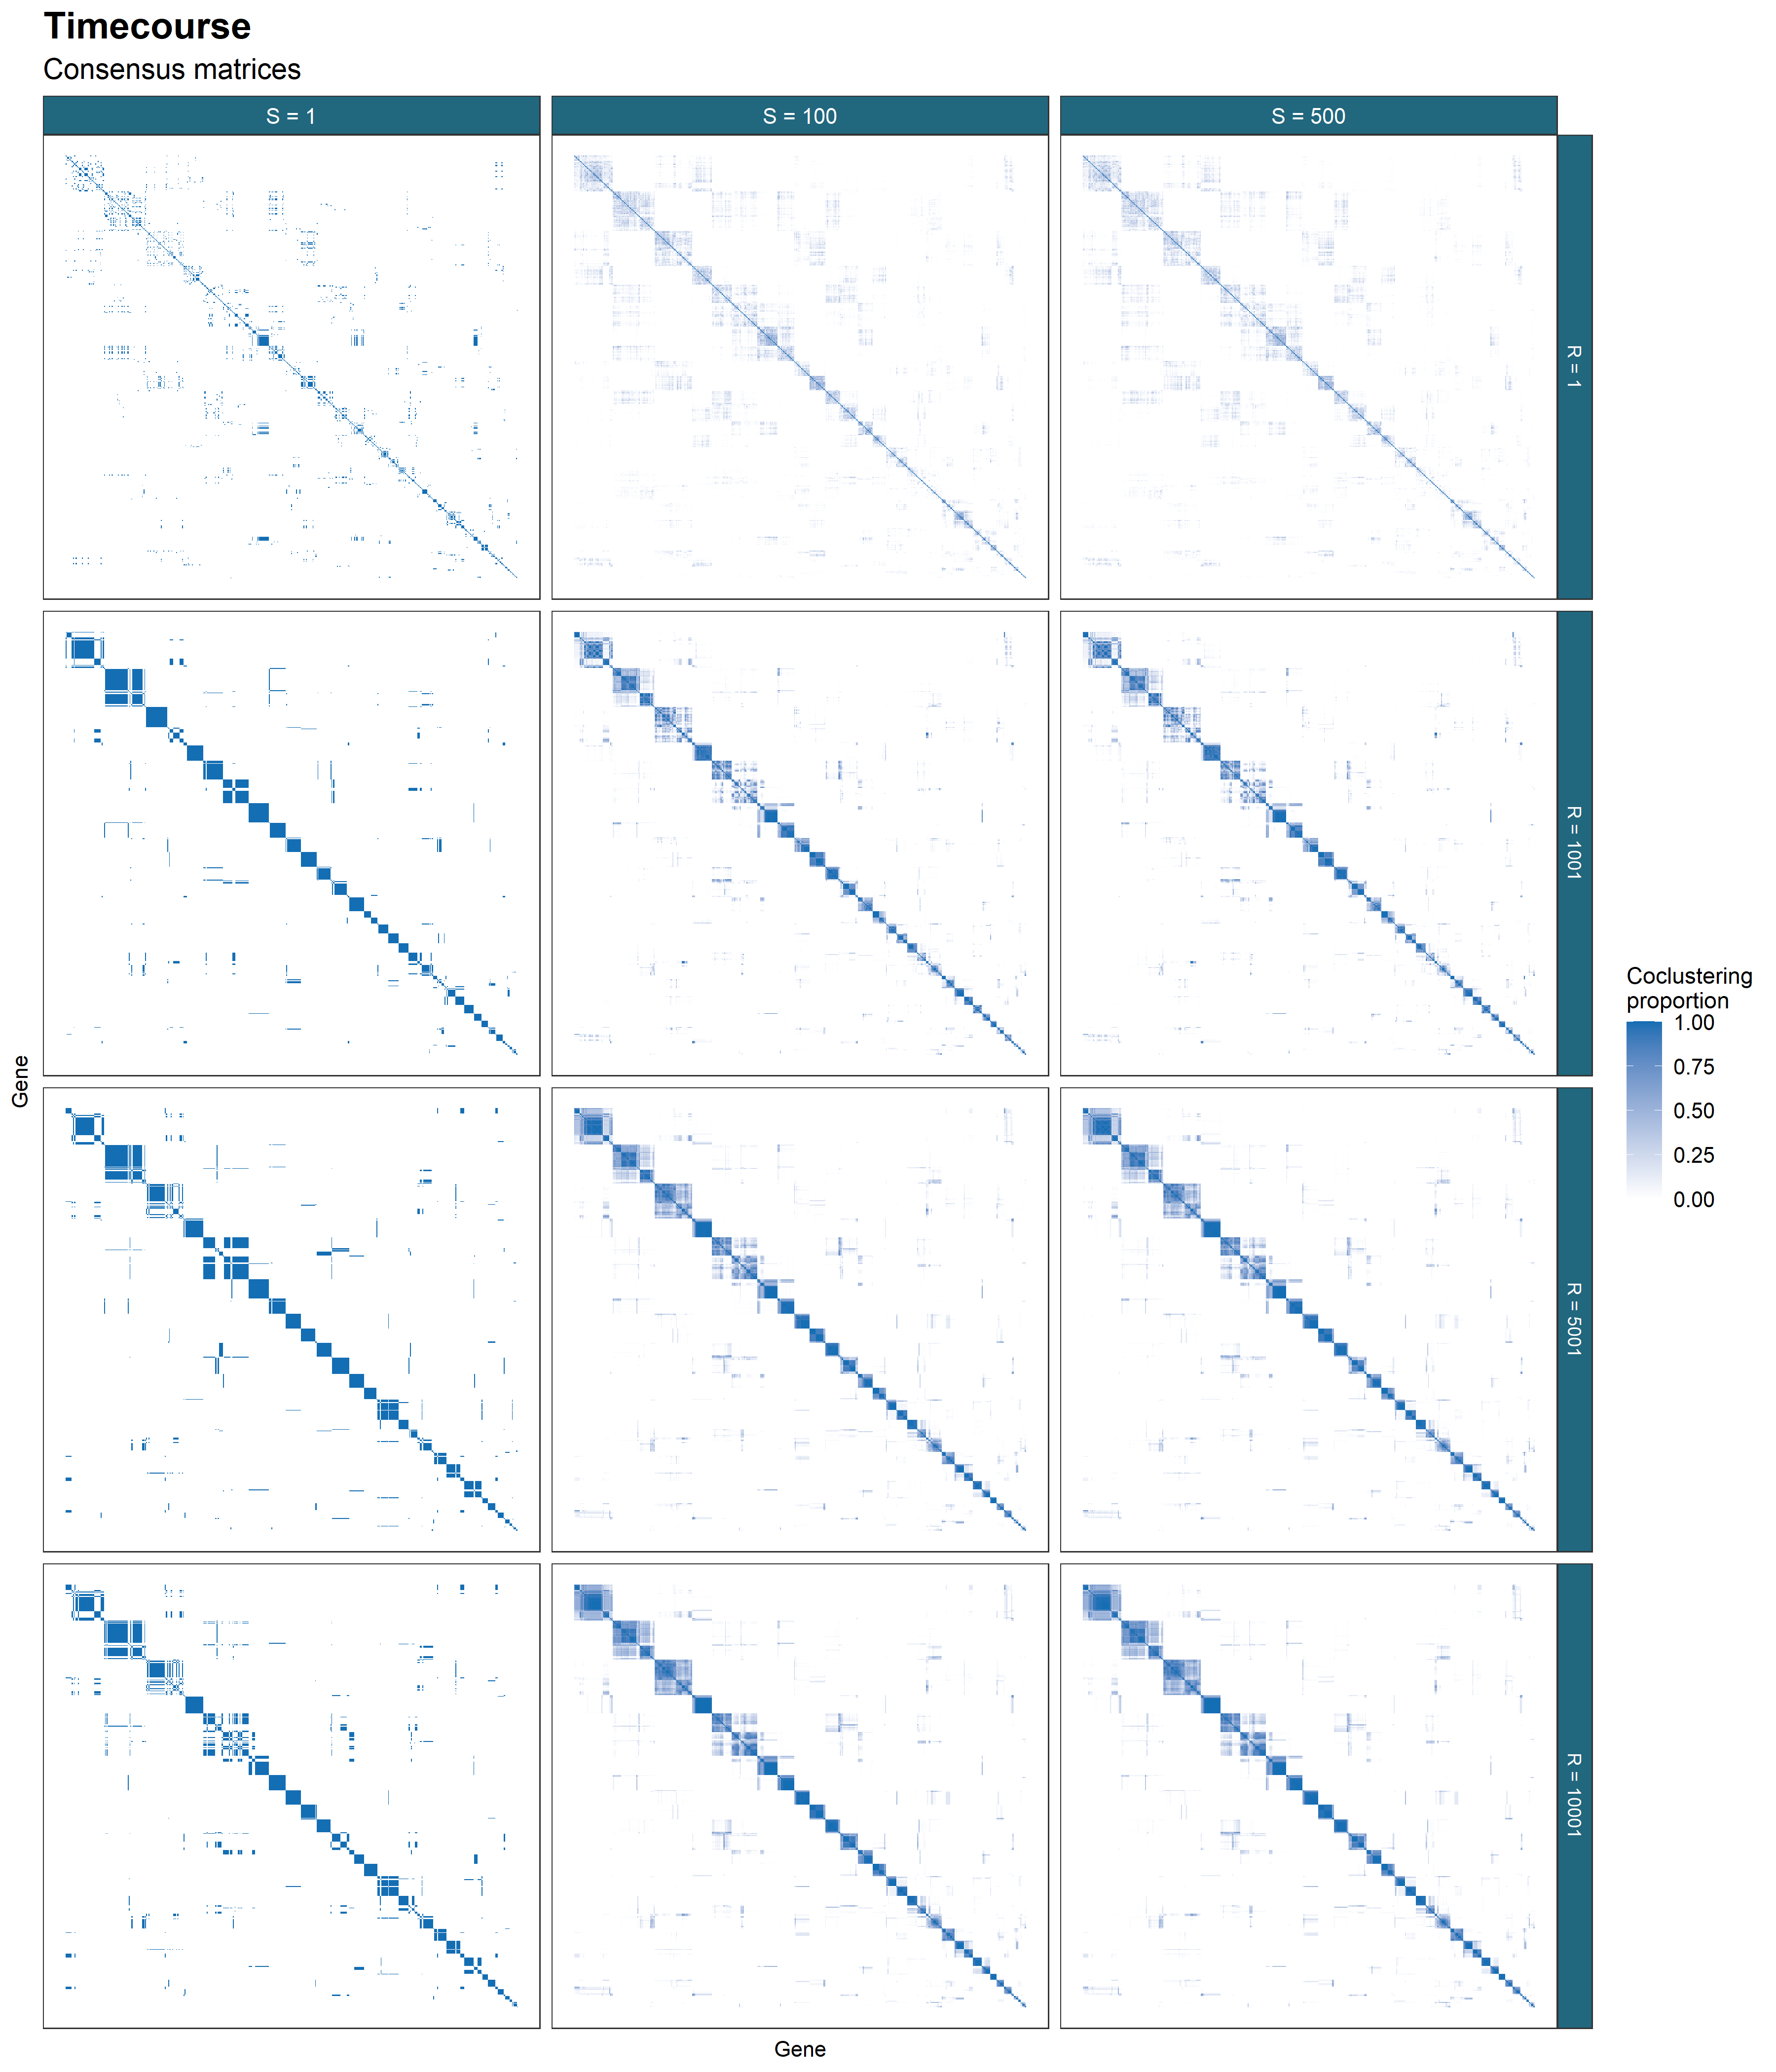 Timecourse
Consensus matrices
S = 1
S = 100
S = 500
R = 1
R = 1001
R = 5001
R = 10001
Gene
Gene
Coclustering
proportion
1.00
0.75
0.50
0.25
0.00